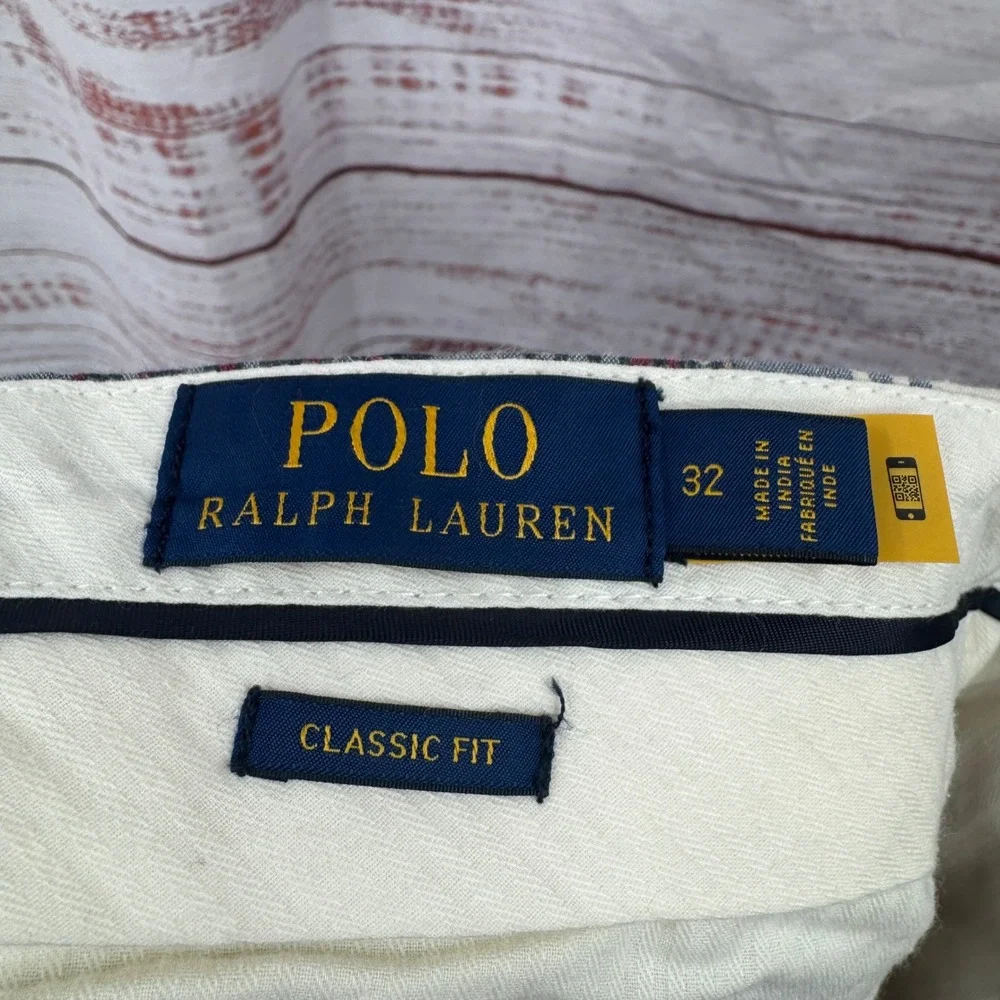 POLO
RALPH LAUREN
32
MADE IN
INDIA
FABRIQUÉ EN
INDE
CLASSIC FIT